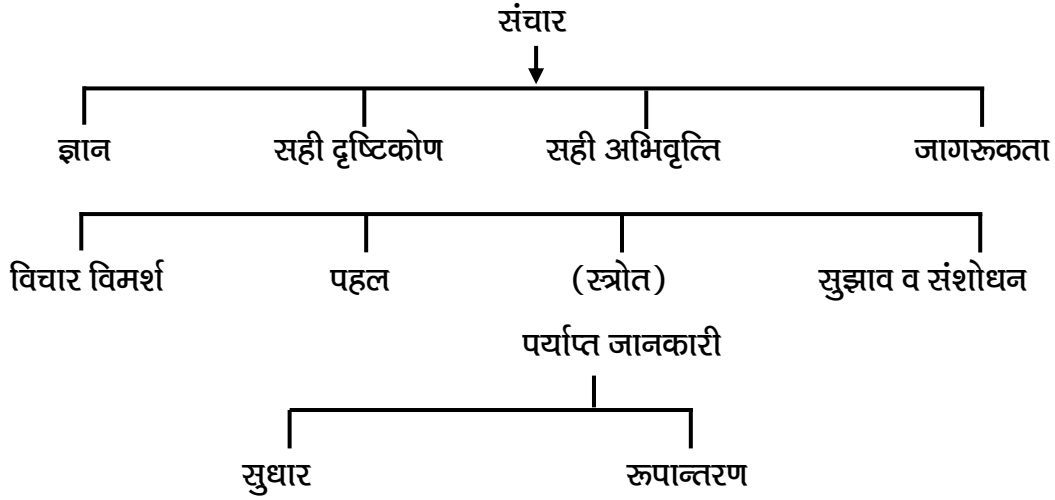 संचार
ज्ञान सही दृष्टिकोण सही अभिवृत्ति जागरूकता
विचार विमर्श पहल (स्त्रोत) सुझाव व संशोधन
पर्याप्त जानकारी
सुधार रूपान्तरण